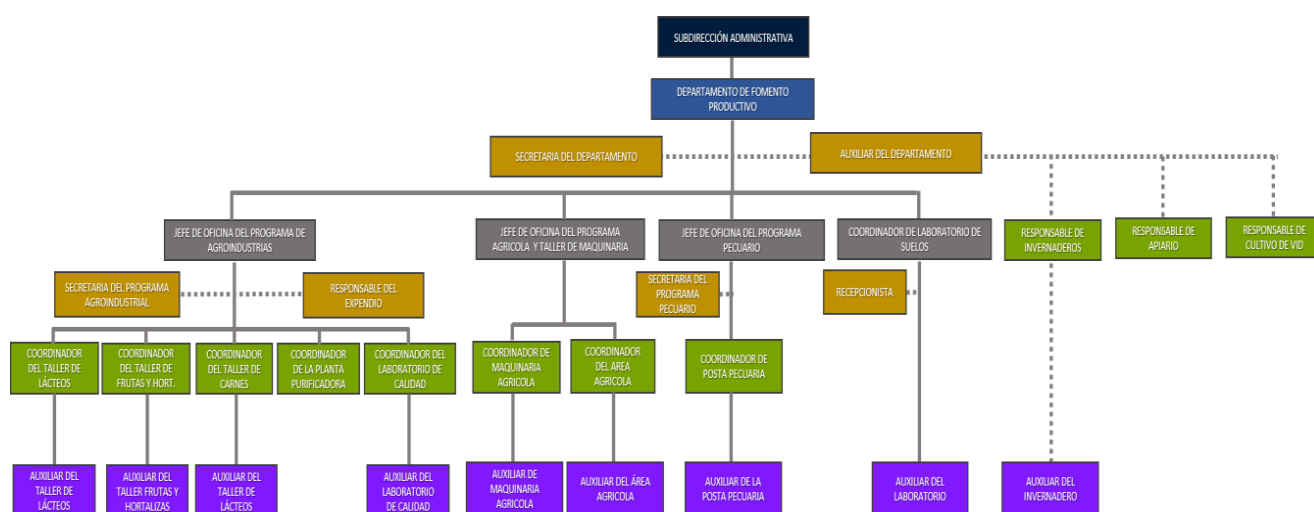 SUBDIRECCIÓN ADMINISTRATIVA
DEPARTAMENTO DE FOMENTO
PRODUCTIVO
SECRETARIA DEL DEPARTAMENTO
AUXILIAR DEL DEPARTAMENTO
JEFE DE OFICINA DEL PROGRAMA DE
AGROINDUSTRIAS
JEFE DE OFICINA DEL PROGRAMA
AGRICOLA Y TALLER DE MAQUINARIA
JEFE DE OFICINA DEL PROGRAMA
PECUARIO
COORDINADOR DE LABORATORIO DE
SUELOS
RESPONSABLE DE
INVERNADEROS
RESPONSABLE DE
APIARIO
RESPONSABLE DE
CULTIVO DE VID
SECRETARIA DEL PROGRAMA
AGROINDUSTRIAL
RESPONSABLE DEL
EXPENDIO
SECRETARIA DEL
PROGRAMA
PECUARIO
RECEPCIONISTA
COORDINADOR
DEL TALLER DE
LÁCTEOS
COORDINADOR
DEL TALLER DE
FRUTAS Y HORT.
COORDINADOR
DEL TALLER DE
CARNES
COORDINADOR
DE LA PLANTA
PURIFICADORA
COORDINADOR DEL
LABORATORIO DE
CALIDAD
COORDINADOR DE
MAQUINARIA
AGRICOLA
COORDINADOR
DEL AREA
AGRICOLA
COORDINADOR DE
POSTA PECUARIA
AUXILIAR DEL
TALLER DE
LÁCTEOS
AUXILIAR DEL
TALLER FRUTAS Y
HORTALIZAS
AUXILIAR DEL
TALLER DE
LÁCTEOS
AUXILIAR DEL
LABORATORIO
DE CALIDAD
AUXILIAR DE
MAQUINARIA
AGRICOLA
AUXILIAR DEL ÁREA
AGRICOLA
AUXILIAR DE LA
POSTA PECUARIA
AUXILIAR DEL
LABORATORIO
AUXILIAR DEL
INVERNADERO